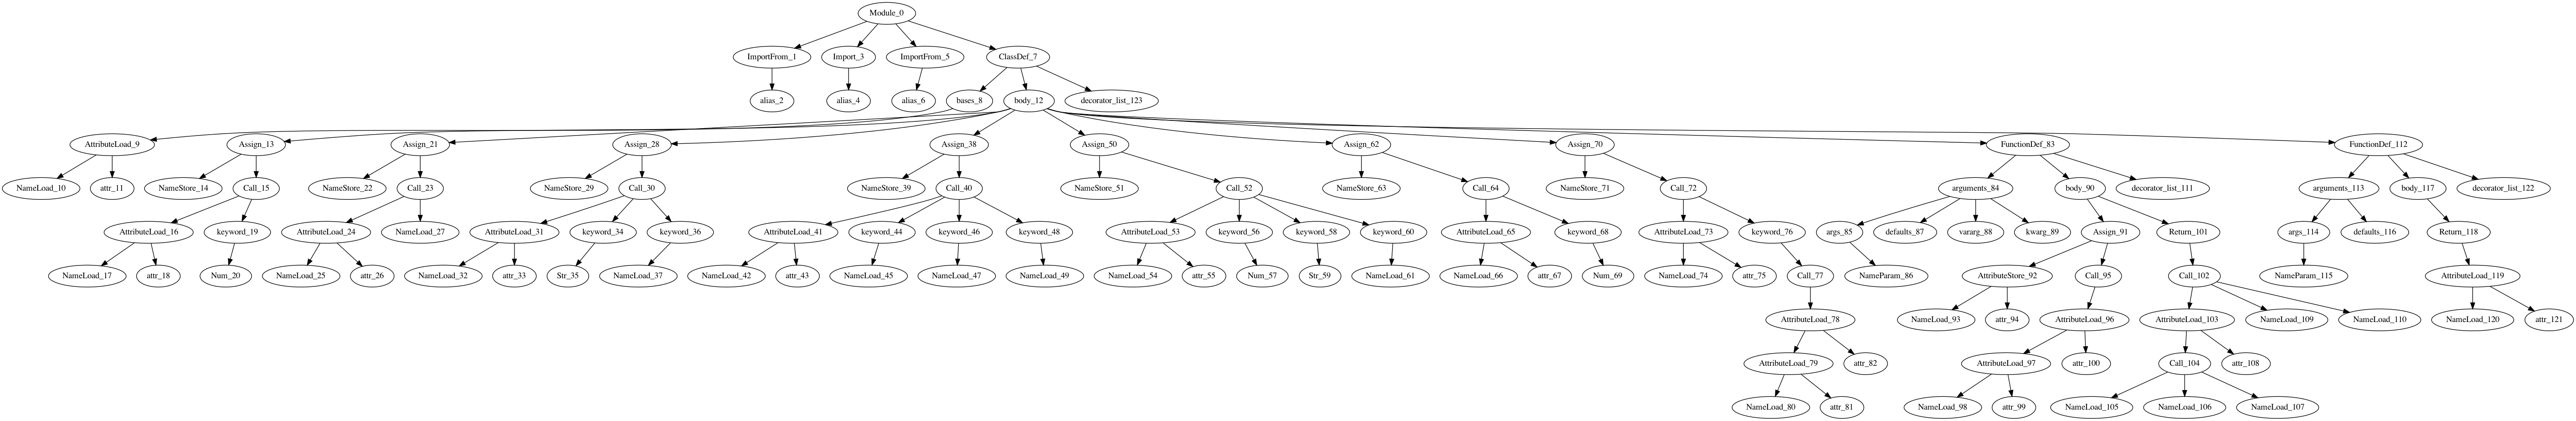 Module_0
ImportFrom_1 Import_3 ImportFrom_5 ClassDef_7
alias_2 alias_4 alias_6 bases_8 body_12 decorator_list_123
AttributeLoad_9 Assign_13 Assign_21 Assign_28 Assign_38 Assign_50 Assign_62 Assign_70 FunctionDef_83 FunctionDef_112
NameLoad_10 attr_11 NameStore_14 Call_15 NameStore_22 Call_23 NameStore_29 Call_30 NameStore_39 Call_40 NameStore_51 Call_52 NameStore_63 Call_64 NameStore_71 Call_72 arguments_84 body_90 decorator_list_111 arguments_113 body_117 decorator_list_122
AttributeLoad_16 keyword_19 AttributeLoad_24 NameLoad_27 AttributeLoad_31 keyword_34 keyword_36 AttributeLoad_41 keyword_44 keyword_46 keyword_48 AttributeLoad_53 keyword_56 keyword_58 keyword_60 AttributeLoad_65 keyword_68 AttributeLoad_73 keyword_76 args_85 defaults_87 vararg_88 kwarg_89 Assign_91 Return_101 args_114 defaults_116 Return_118
NameLoad_17 attr_18 Num_20 NameLoad_25 attr_26 NameLoad_32 attr_33 Str_35 NameLoad_37 NameLoad_42 attr_43 NameLoad_45 NameLoad_47 NameLoad_49 NameLoad_54 attr_55 Num_57 Str_59 NameLoad_61 NameLoad_66 attr_67 Num_69 NameLoad_74 attr_75 Call_77 NameParam_86 AttributeStore_92 Call_95 Call_102 NameParam_115 AttributeLoad_119
AttributeLoad_78 NameLoad_93 attr_94 AttributeLoad_96 AttributeLoad_103 NameLoad_109 NameLoad_110 NameLoad_120 attr_121
AttributeLoad_79 attr_82 AttributeLoad_97 attr_100 Call_104 attr_108
NameLoad_80 attr_81 NameLoad_98 attr_99 NameLoad_105 NameLoad_106 NameLoad_107